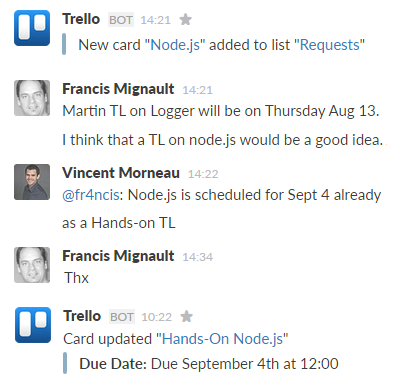 Trello BOT 14:21
New card "Node.js" added to list "Requests"
Francis Mignault 14:21
Martin TL on Logger will be on Thursday Aug 13.
I think that a TL on node.js would be a good idea.
Vincent Morneau 14:22
@fr4ncis: Node.js is scheduled for Sept 4 already
as a Hands-on TL
Francis Mignault 14:34
Thx
Trello BOT 10:22
Card updated "Hands-On Node.js"
Due Date: Due September 4th at 12:00